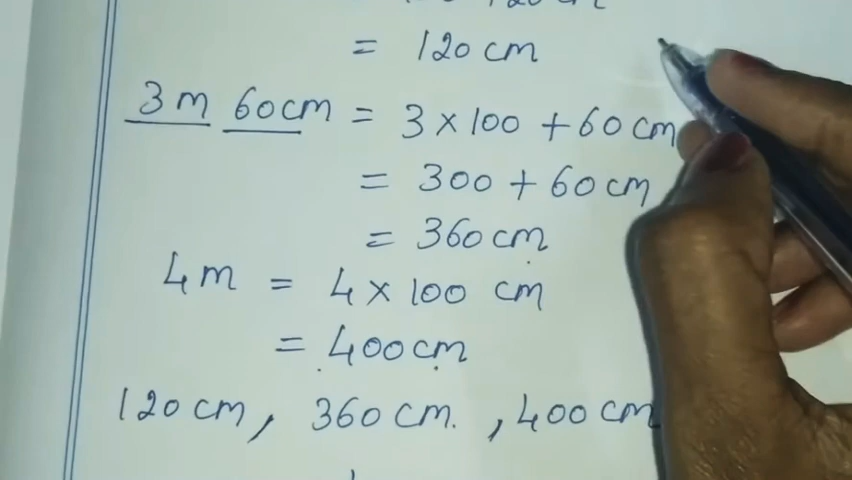 = 120 cm
3 m 60cm = 3 × 100 + 60 cm
= 300 + 60 cm
= 360 cm
4 m = 4 × 100 cm
= 400 cm
120 cm, 360 cm. , 400 cm